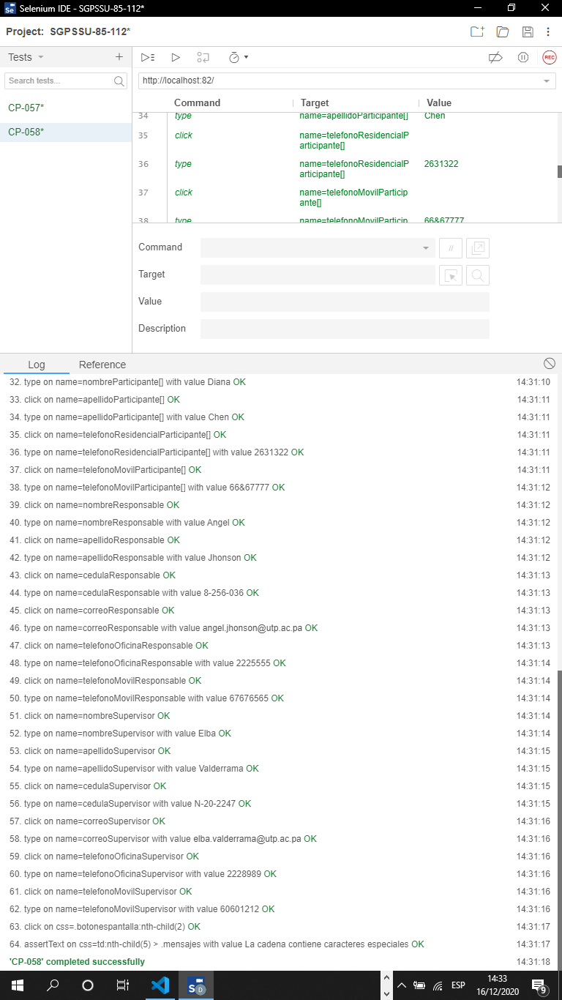 Selenium IDE - SGPSSU-85-112*
Project: SGPSSU-85-112*
Tests
Search tests...
CP-057*
CP-058*
REC
http://localhost:82/
Command Target Value
34 type name=apellidoParticipante[] Chen
35 click name=telefonoResidencialP
articipante[]
36 type name=telefonoResidencialP 2631322
articipante[]
37 click name=telefonoMovilParticip
ante[]
38 type name=telefonoMovilParticip 66&67777
Command
//
Target
Value
Description
Log Reference
32. type on name=nombreParticipante[] with value Diana OK 14:31:10
33. click on name=apellidoParticipante[] OK 14:31:11
34. type on name=apellidoParticipante[] with value Chen OK 14:31:11
35. click on name=telefonoResidencialParticipante[] OK 14:31:11
36. type on name=telefonoResidencialParticipante[] with value 2631322 OK 14:31:11
37. click on name=telefonoMovilParticipante[] OK 14:31:11
38. type on name=telefonoMovilParticipante[] with value 66&67777 OK 14:31:12
39. click on name=nombreResponsable OK 14:31:12
40. type on name=nombreResponsable with value Angel OK 14:31:12
41. click on name=apellidoResponsable OK 14:31:12
42. type on name=apellidoResponsable with value Jhonson OK 14:31:12
43. click on name=cedulaResponsable OK 14:31:13
44. type on name=cedulaResponsable with value 8-256-036 OK 14:31:13
45. click on name=correoResponsable OK 14:31:13
46. type on name=correoResponsable with value angel.jhonson@utp.ac.pa OK 14:31:13
47. click on name=telefonoOficinaResponsable OK 14:31:13
48. type on name=telefonoOficinaResponsable with value 2225555 OK 14:31:14
49. click on name=telefonoMovilResponsable OK 14:31:14
50. type on name=telefonoMovilResponsable with value 67676565 OK 14:31:14
51. click on name=nombreSupervisor OK 14:31:14
52. type on name=nombreSupervisor with value Elba OK 14:31:14
53. click on name=apellidoSupervisor OK 14:31:15
54. type on name=apellidoSupervisor with value Valderrama OK 14:31:15
55. click on name=cedulaSupervisor OK 14:31:15
56. type on name=cedulaSupervisor with value N-20-2247 OK 14:31:15
57. click on name=correoSupervisor OK 14:31:16
58. type on name=correoSupervisor with value elba.valderrama@utp.ac.pa OK 14:31:16
59. click on name=telefonoOficinaSupervisor OK 14:31:16
60. type on name=telefonoOficinaSupervisor with value 2228989 OK 14:31:16
61. click on name=telefonoMovilSupervisor OK 14:31:16
62. type on name=telefonoMovilSupervisor with value 60601212 OK 14:31:16
63. click on css=.botonespantalla:nth-child(2) OK 14:31:17
64. assertText on css=td:nth-child(5) > .mensajes with value La cadena contiene caracteres especiales OK 14:31:17
'CP-058' completed successfully 14:31:18
Se D
ESP
14:33
16/12/2020
9